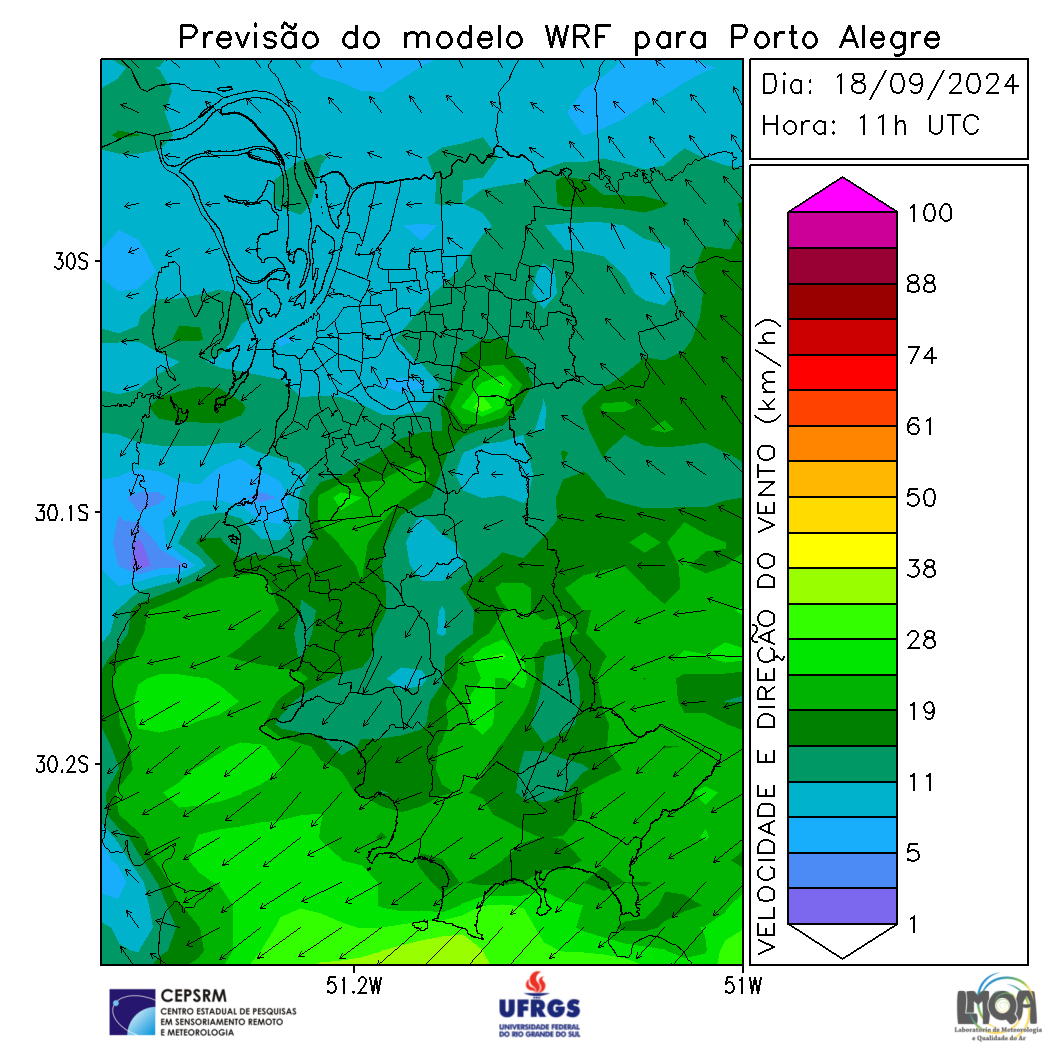 Previsão do modelo WRF para Porto Alegre
Dia: 18/09/2024
Hora: 11h UTC
30S
30.1S
30.2S
51.2W
51W
VELOCIDADE E DIREÇÃO DO VENTO (km/h)
100
88
74
61
50
38
28
19
11
5
1
CEPSRM
CENTRO ESTADUAL DE PESQUISAS
EM SENSORIAMENTO REMOTO
E METEOROLOGIA
UFRGS
UNIVERSIDADE FEDERAL
DO RIO GRANDE DO SUL
LMQA
Laboratório de Meteorologia
e Qualidade do Ar